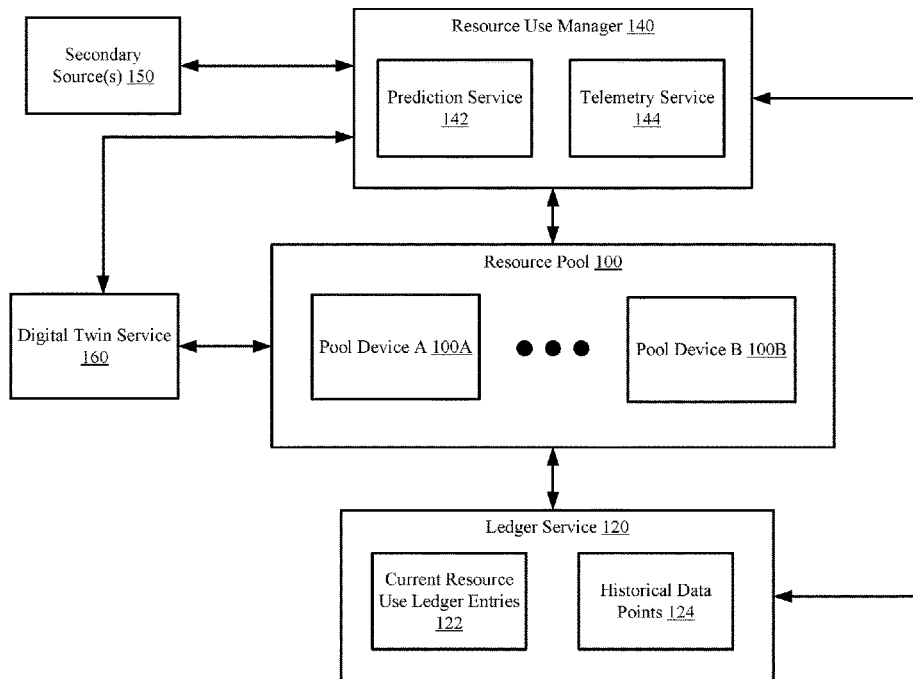 Resource Use Manager 140
Secondary
Source(s) 150
Prediction Service
142
Telemetry Service
144
Resource Pool 100
Digital Twin Service
160
Pool Device A 100A
Pool Device B 100B
Ledger Service 120
Current Resource
Use Ledger Entries
122
Historical Data
Points 124